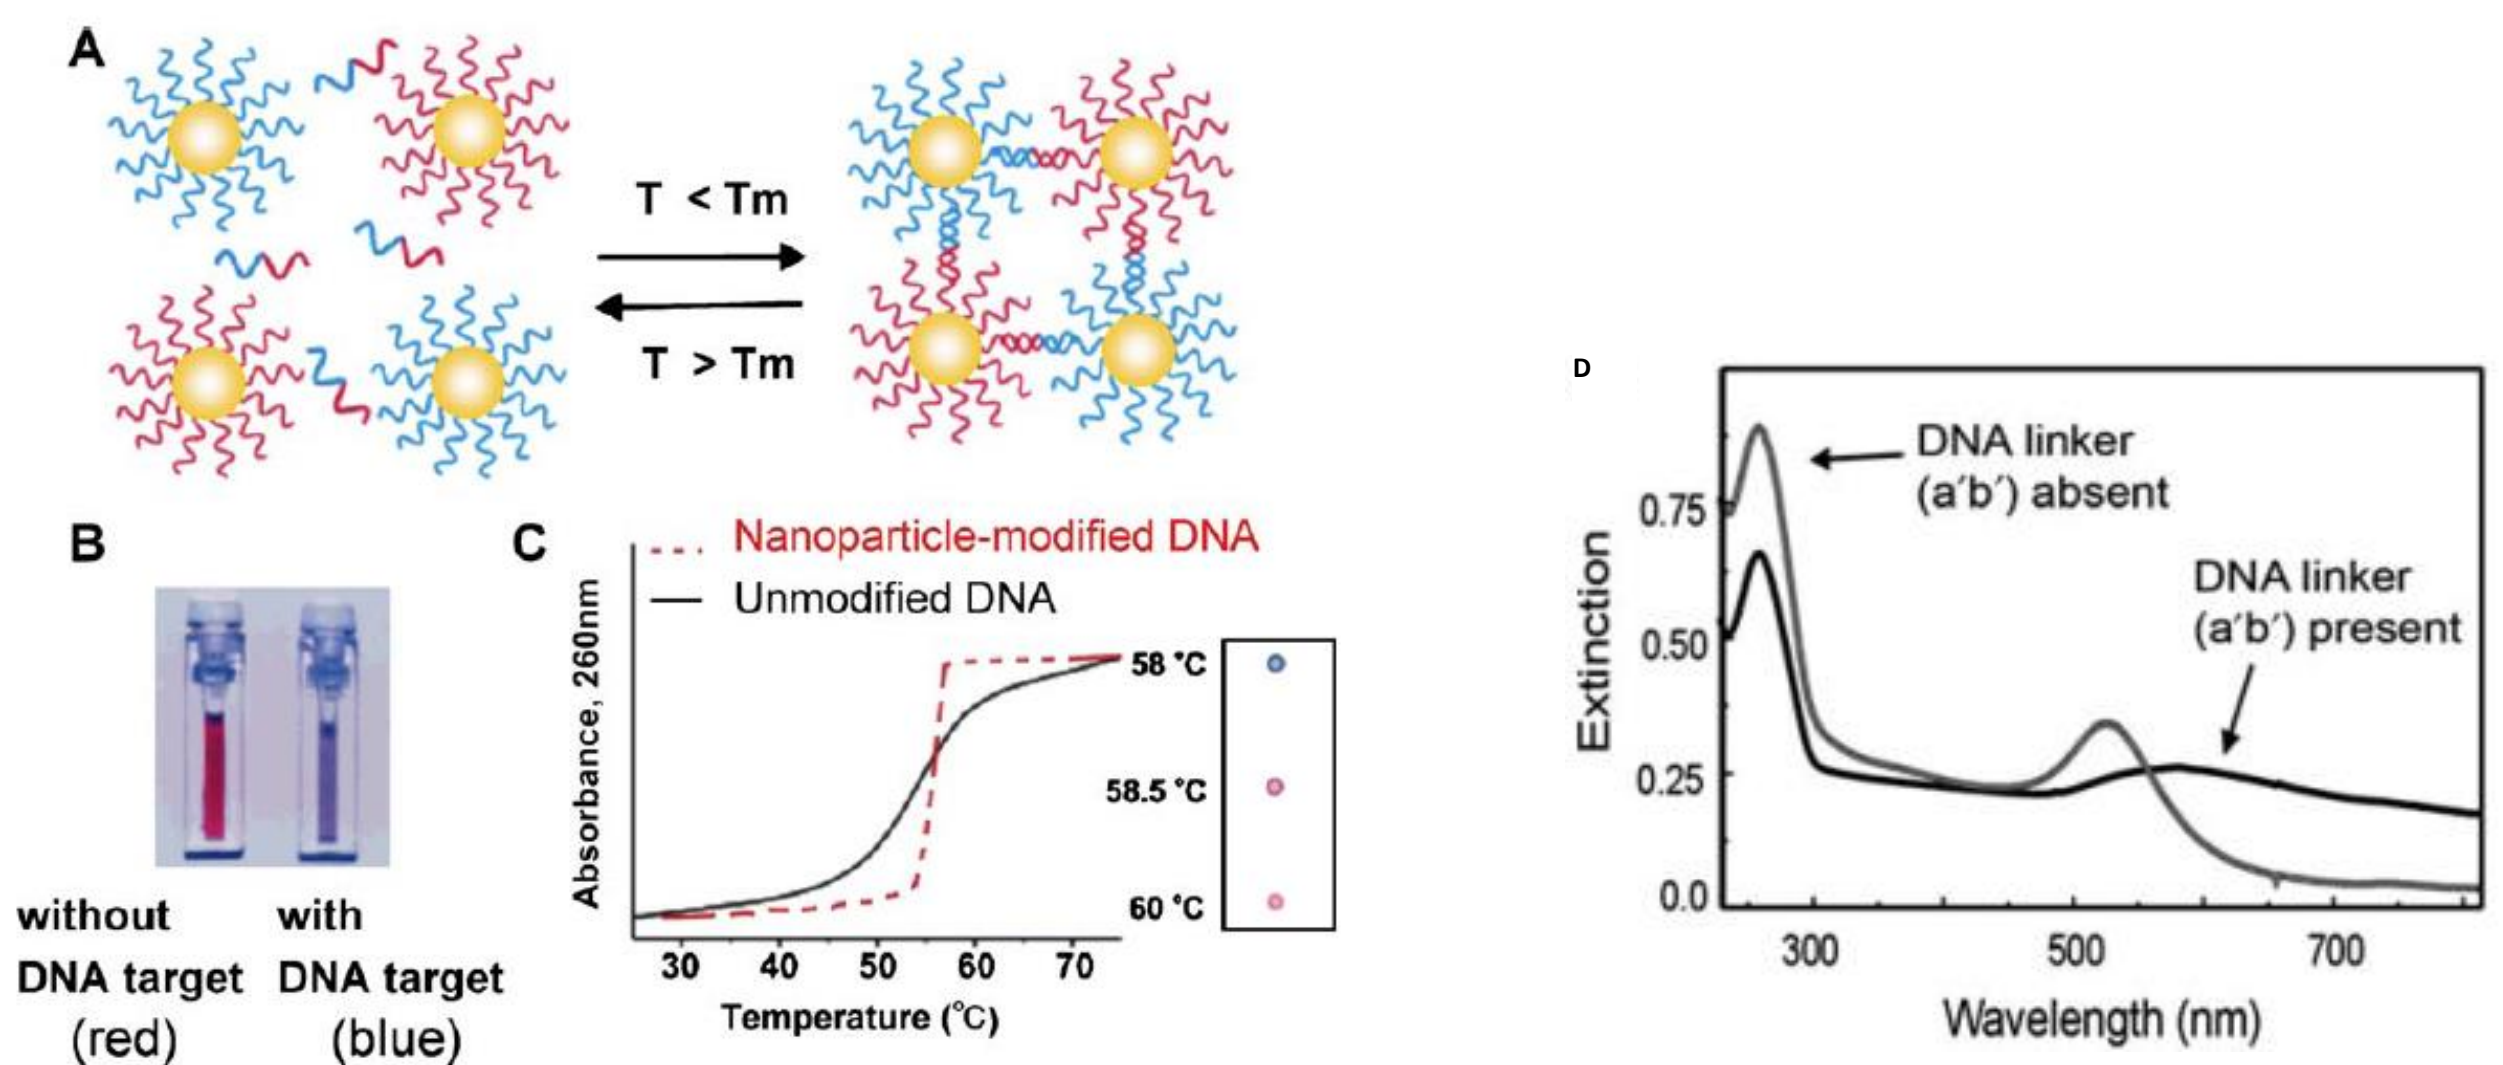 A
T < Tm
T > Tm
B
without
DNA target
(red)
with
DNA target
(blue)
C
Nanoparticle-modified DNA
Unmodified DNA
Absorbance, 260nm
30 40 50 60 70
Temperature (°C)
58 °C
58.5 °C
60 °C
D
DNA linker
(a′b′) absent
DNA linker
(a′b′) present
Extinction
0.75
0.50
0.25
0.0
300 500 700
Wavelength (nm)